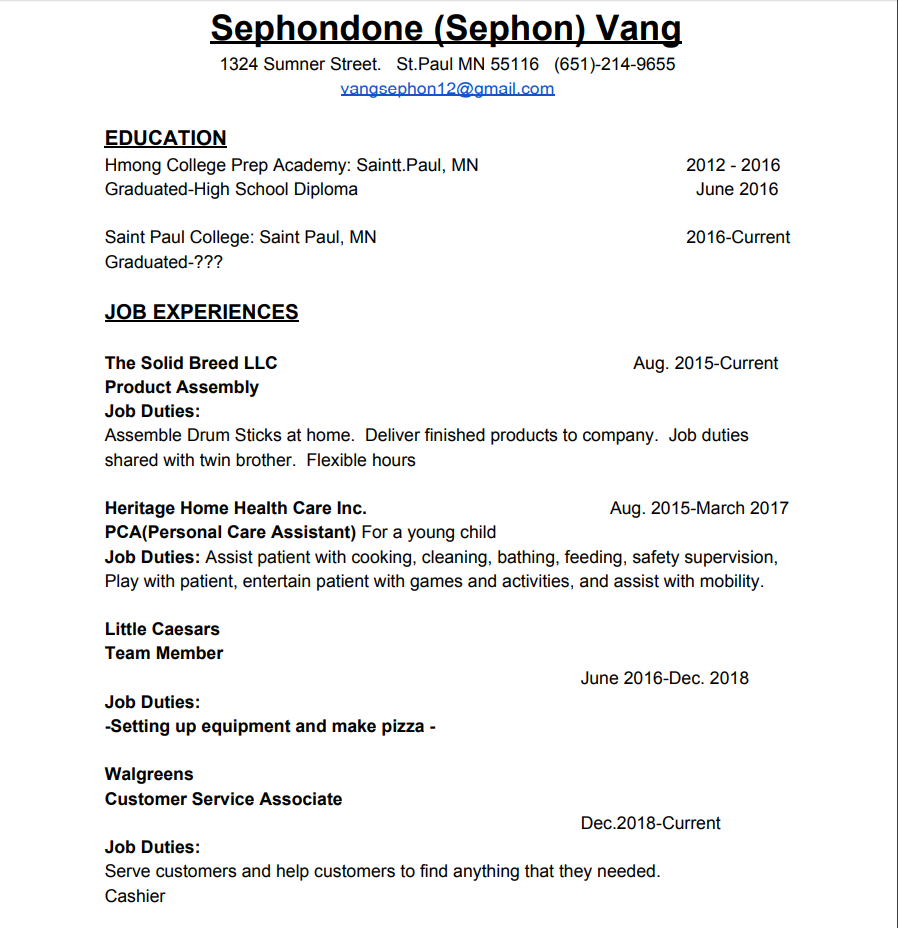 Sephondone (Sephon) Vang
1324 Sumner Street. St.Paul MN 55116 (651)-214-9655
vangsephon12@gmail.com
EDUCATION
Hmong College Prep Academy: Saintt.Paul, MN 2012 - 2016
Graduated-High School Diploma June 2016
Saint Paul College: Saint Paul, MN 2016-Current
Graduated-???
JOB EXPERIENCES
The Solid Breed LLC Aug. 2015-Current
Product Assembly
Job Duties:
Assemble Drum Sticks at home. Deliver finished products to company. Job duties
shared with twin brother. Flexible hours
Heritage Home Health Care Inc. Aug. 2015-March 2017
PCA(Personal Care Assistant) For a young child
Job Duties: Assist patient with cooking, cleaning, bathing, feeding, safety supervision,
Play with patient, entertain patient with games and activities, and assist with mobility.
Little Caesars
Team Member
June 2016-Dec. 2018
Job Duties:
-Setting up equipment and make pizza -
Walgreens
Customer Service Associate
Dec.2018-Current
Job Duties:
Serve customers and help customers to find anything that they needed.
Cashier